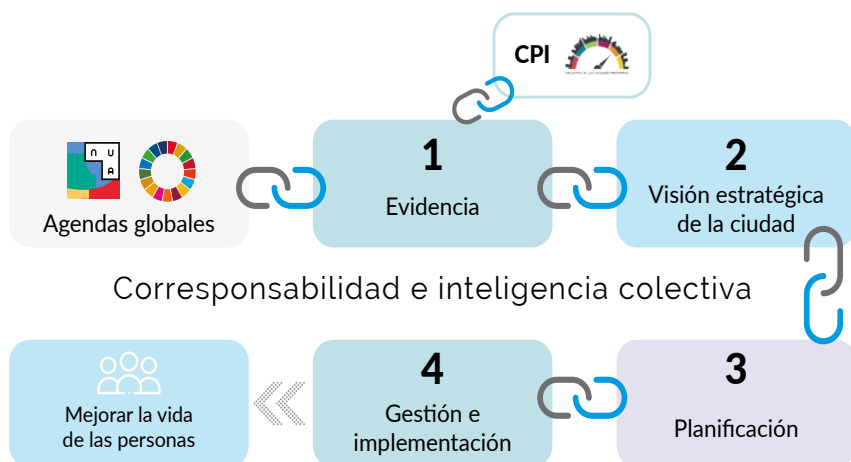 CPI
N U
A
Agendas globales
1
Evidencia
2
Visión estratégica
de la ciudad
Corresponsabilidad e inteligencia colectiva
Mejorar la vida
de las personas
4
Gestión e
implementación
3
Planificación